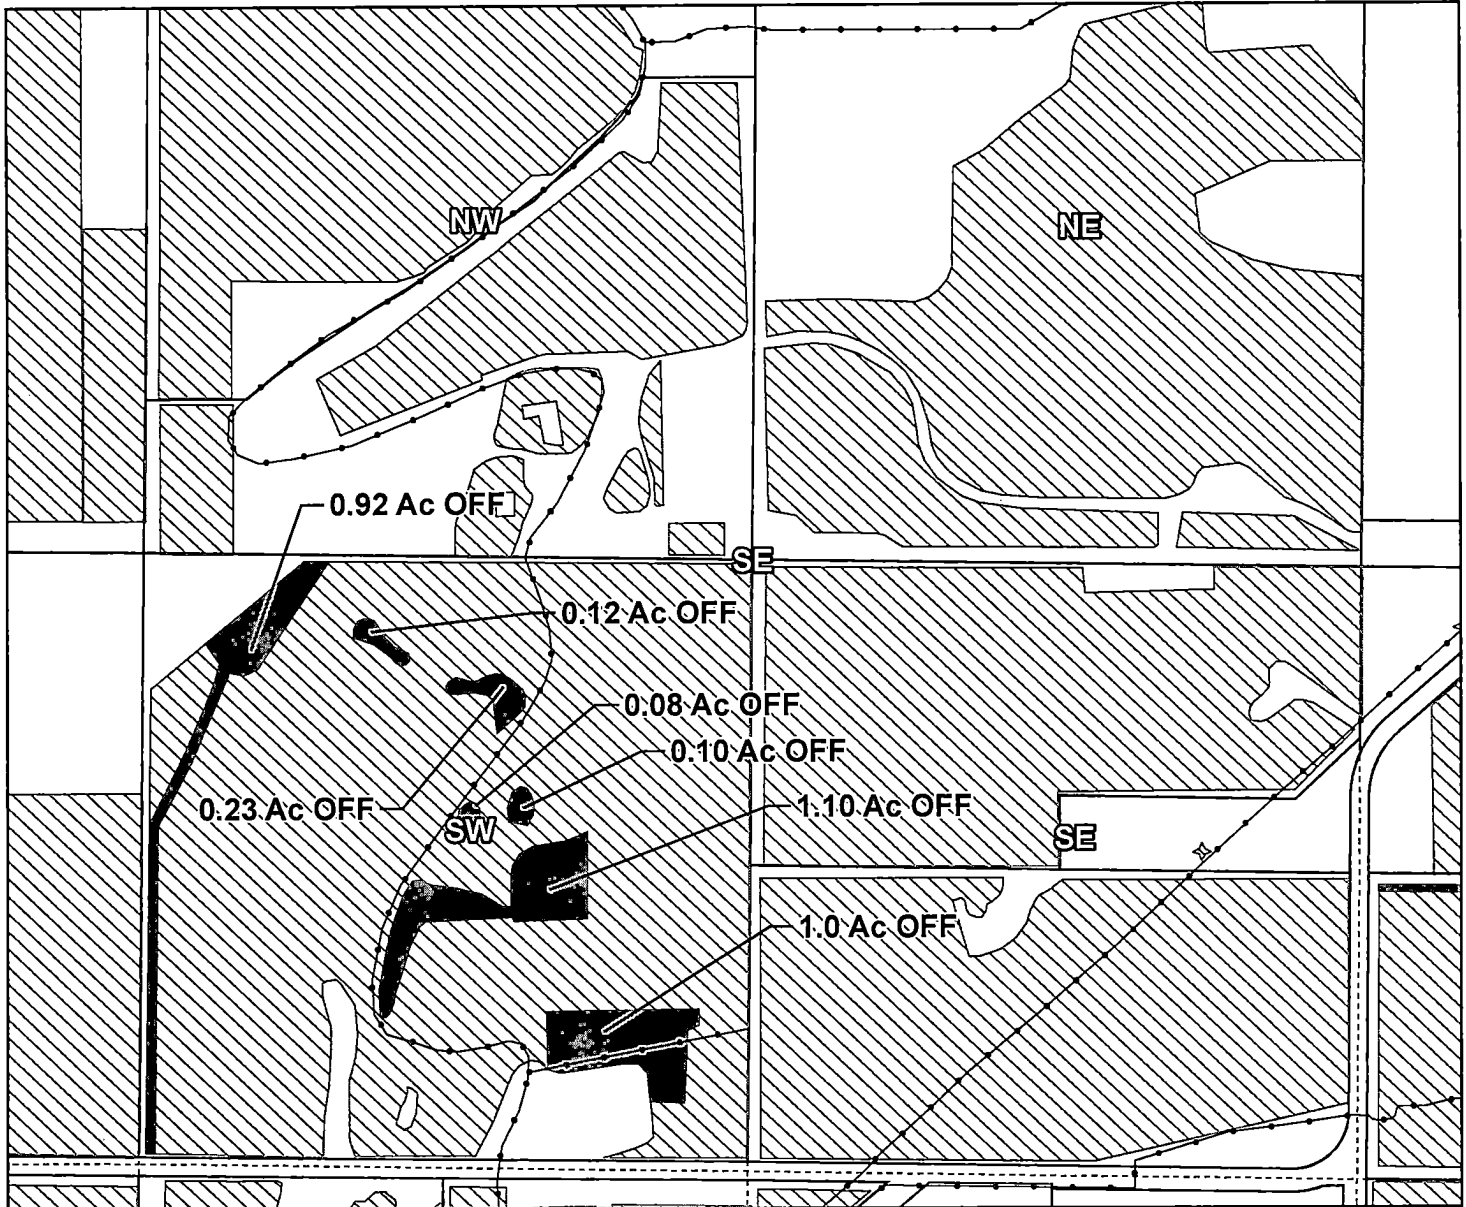 NW
NE
0.92 Ac OFF
SE
0.12 Ac OFF
0.08 Ac OFF
0.10 Ac OFF
0.23 Ac OFF
1.10 Ac OFF
SW
SE
1.0 Ac OFF